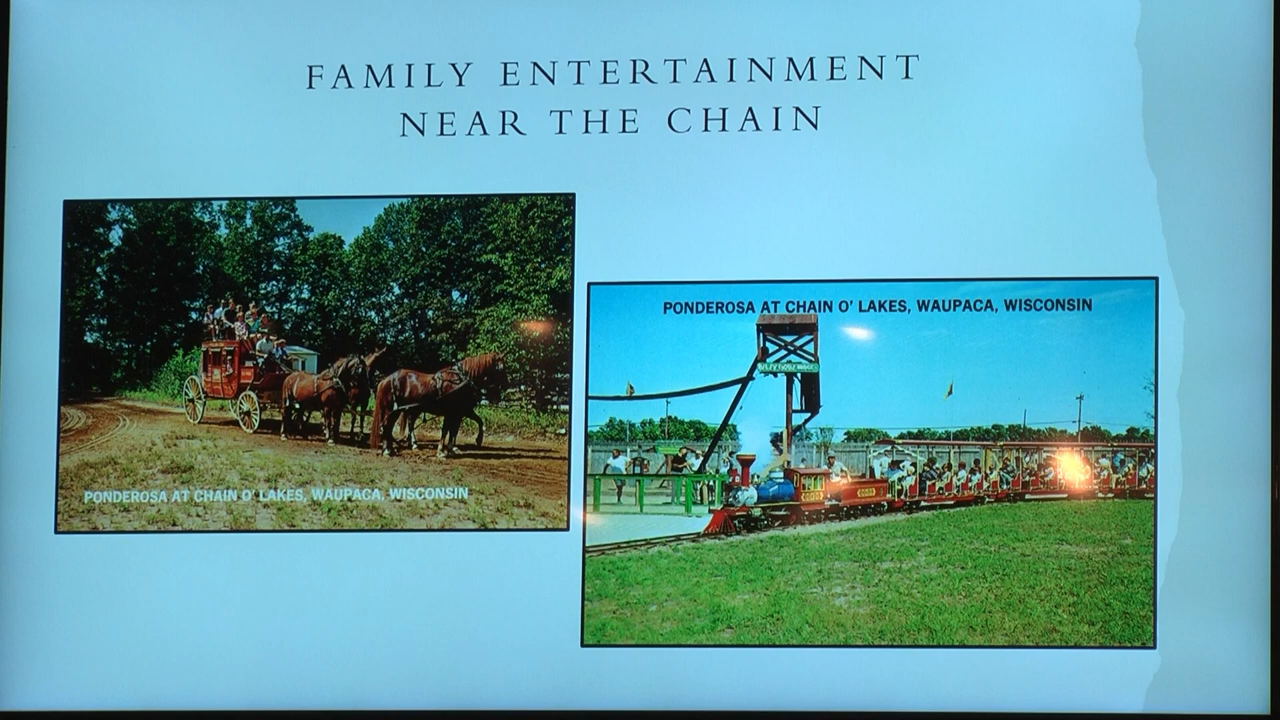 FAMILY ENTERTAINMENT
NEAR THE CHAIN
PONDEROSA AT CHAIN O' LAKES, WAUPACA, WISCONSIN
PONDEROSA AT CHAIN O' LAKES, WAUPACA, WISCONSIN